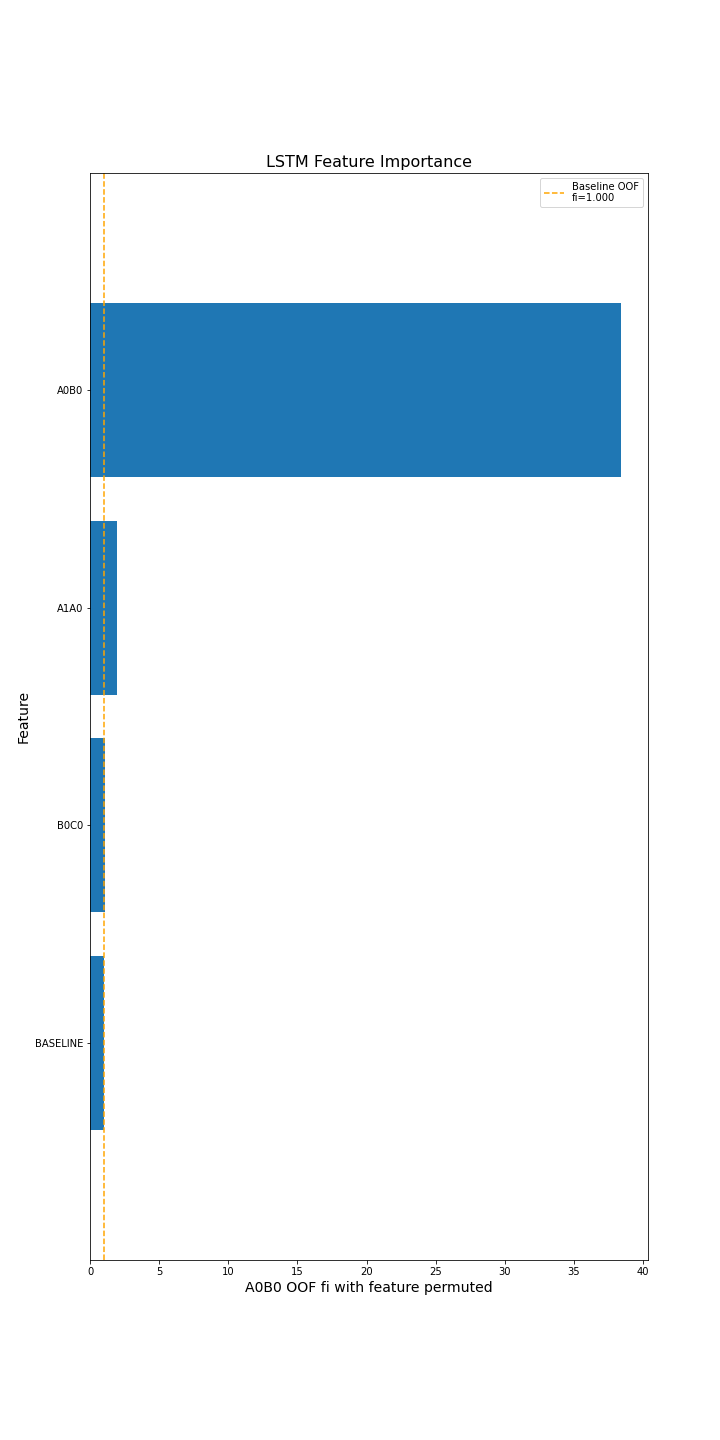 LSTM Feature Importance
Baseline OOF
fi=1.000
A0B0
A1A0
B0C0
BASELINE
Feature
0 5 10 15 20 25 30 35 40
A0B0 OOF fi with feature permuted